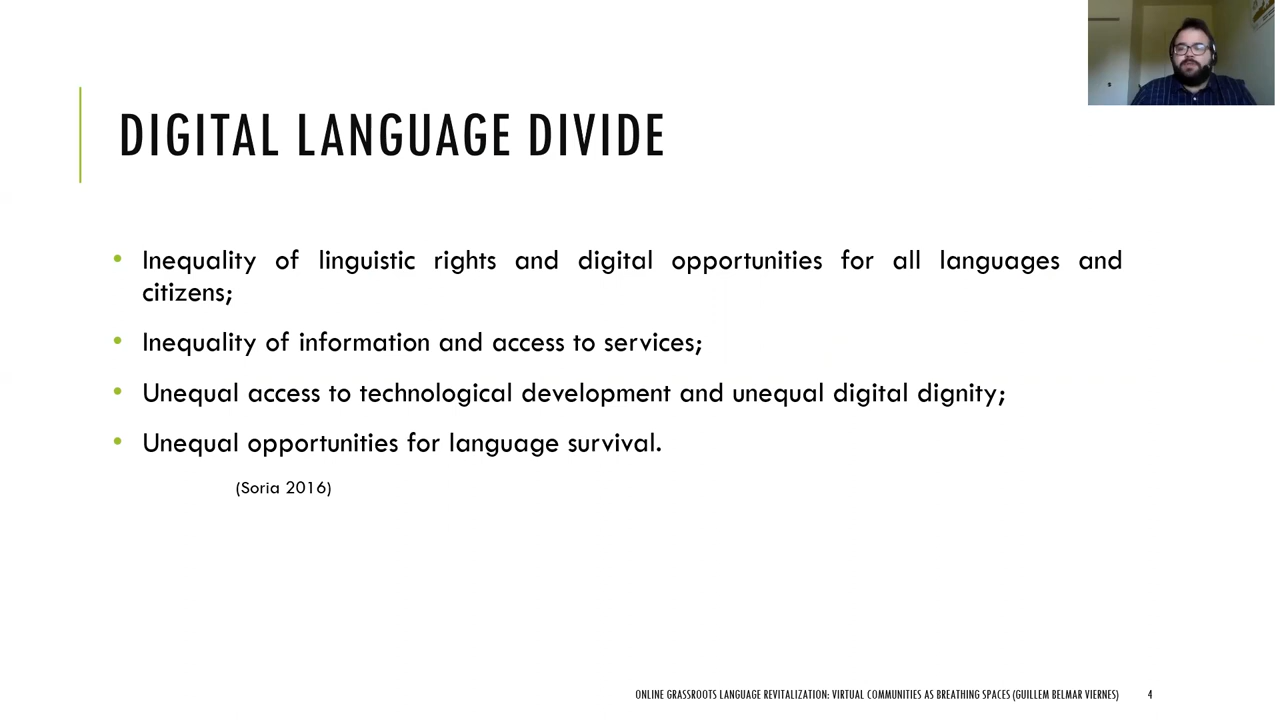 DIGITAL LANGUAGE DIVIDE
• Inequality of linguistic rights and digital opportunities for all languages and
citizens;
• Inequality of information and access to services;
• Unequal access to technological development and unequal digital dignity;
• Unequal opportunities for language survival.
(Soria 2016)
ONLINE GRASSROOTS LANGUAGE REVITALIZATION: VIRTUAL COMMUNITIES AS BREATHING SPACES (GUILLEM BELMAR VIERNES) 4